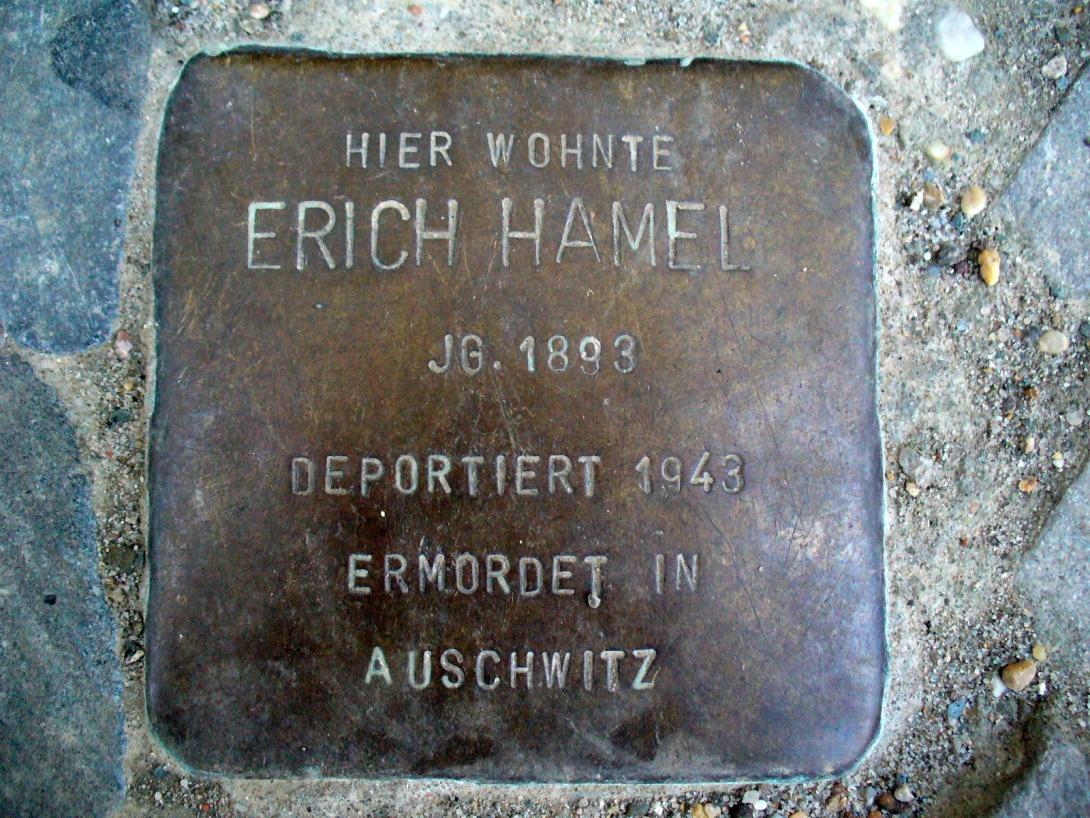 HIER WOHNTE
ERICH HAMEL
JG. 1893
DEPORTIERT 1943
ERMORDET IN
AUSCHWITZ